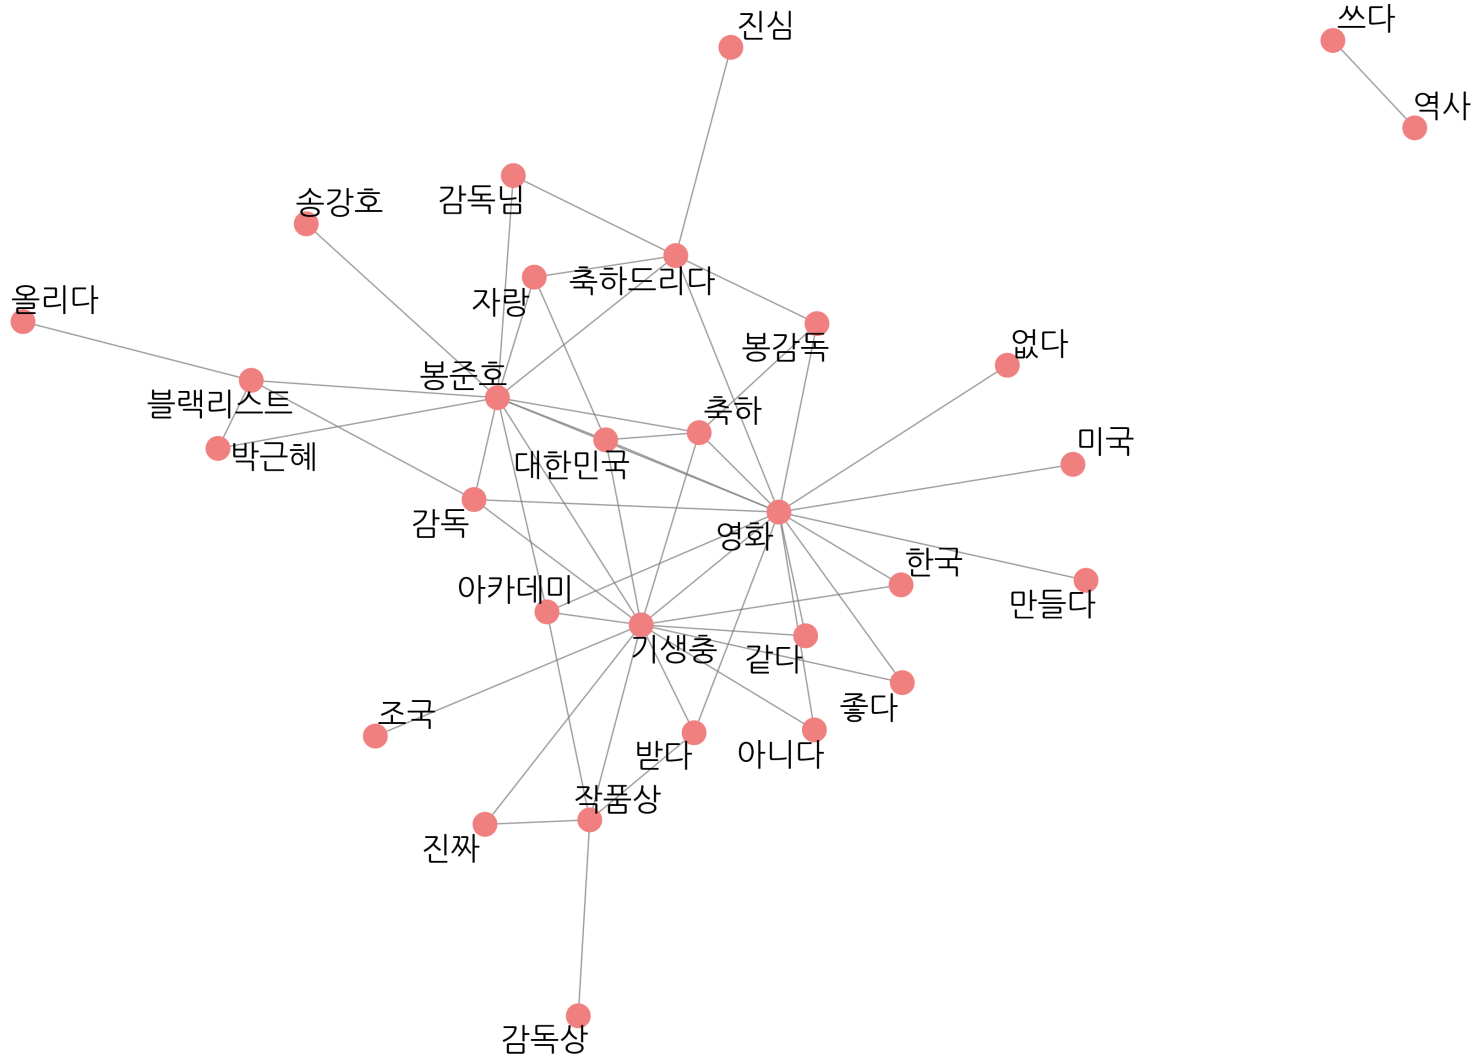 진심
쓰다
역사
감독님
송강호
축하드리다
자랑
올리다
봉감독
없다
봉준호
블랙리스트
축하
미국
박근혜
대한민국
감독
영화
한국
아카데미
만들다
기생충
같다
좋다
조국
받다
아니다
작품상
진짜
감독상